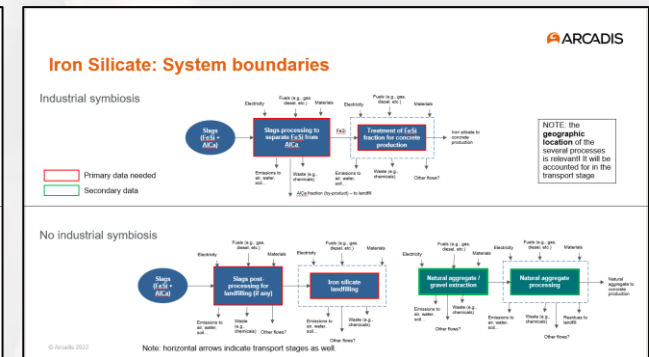 ARCADIS
Iron Silicate: System boundaries
Industrial symbiosis
Electricity
Fuels (e.g., gas,
diesel, etc.)
Materials
Electricity
Fuels (e.g., gas,
diesel, etc.)
Materials
Slags
(FeSi +
AlCa)
Slags processing to
separate FeSi from
AlCa
FeSi
Treatment of FeSi
fraction for concrete
production
Iron silicate to
concrete
production
NOTE: the
geographic
location of the
several processes
is relevant! It will be
accounted for in the
transport stage
Primary data needed
Secondary data
Emissions to
air, water,
soil...
Waste (e.g.,
chemicals)
Emissions to
air, water,
soil...
Waste (e.g.,
chemicals)
Other flows?
AlCa fraction (by-product) – to landfill
No industrial symbiosis
Electricity
Fuels (e.g., gas,
diesel, etc.)
Materials
Electricity
Fuels (e.g., gas,
diesel, etc.)
Materials
Electricity
Fuels (e.g., gas,
diesel, etc.)
Materials
Electricity
Fuels (e.g., gas,
diesel, etc.)
Materials
Slags
(FeSi +
AlCa)
Slags post-
processing for
landfilling (if any)
Iron silicate
landfilling
Natural aggregate /
gravel extraction
Natural aggregate
processing
Natural
aggregate to
concrete
production
Emissions to
air, water,
soil...
Waste
(e.g.,
chemicals)
Other flows?
Emissions to
air, water,
soil...
Waste (e.g.,
chemicals)
Other flows?
Emissions to
air, water,
soil...
Waste (e.g.,
chemicals)
Other flows?
Emissions to
air, water,
soil...
Waste
(e.g.,
chemicals)
Residues to
landfill
Other flows?
© Arcadis 2022
Note: horizontal arrows indicate transport stages as well.